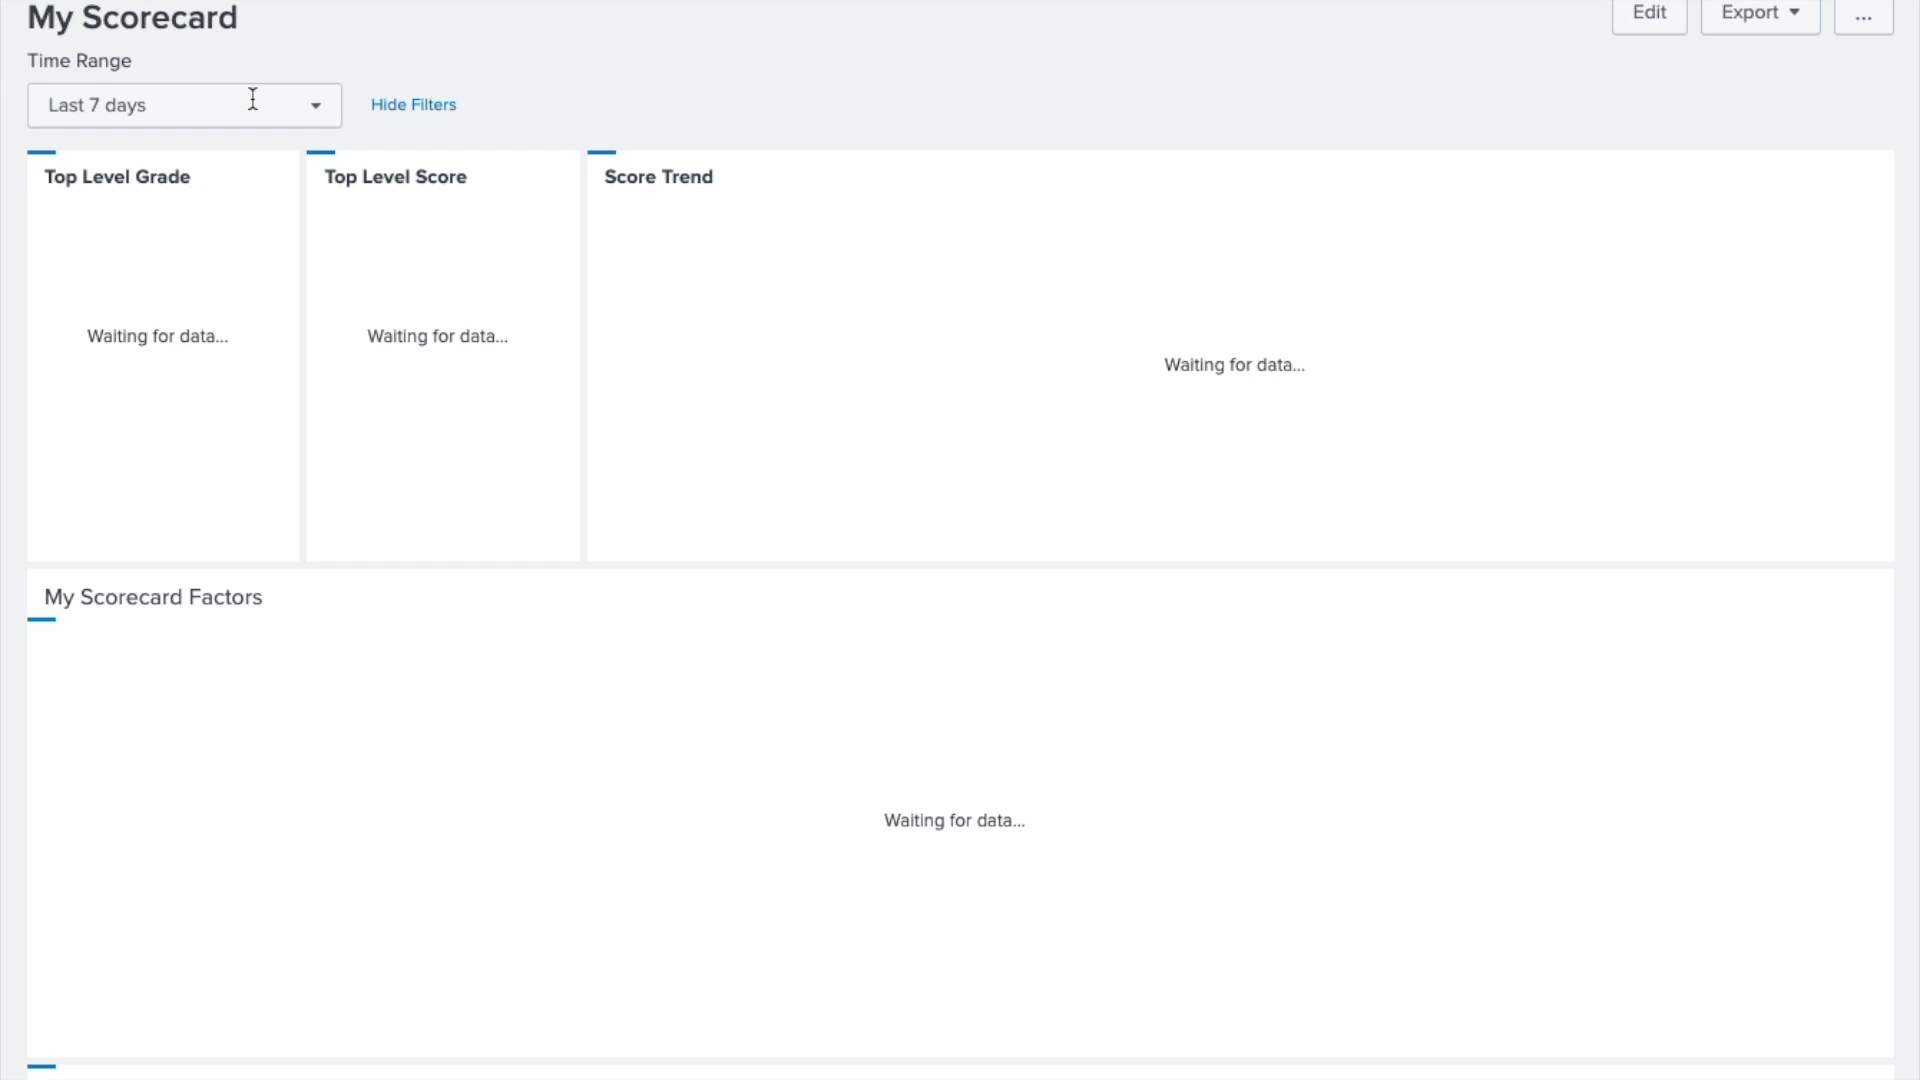 My Scorecard
Edit
Export
...
Time Range
Last 7 days
Hide Filters
Top Level Grade
Top Level Score
Score Trend
Waiting for data...
Waiting for data...
Waiting for data...
My Scorecard Factors
Waiting for data...